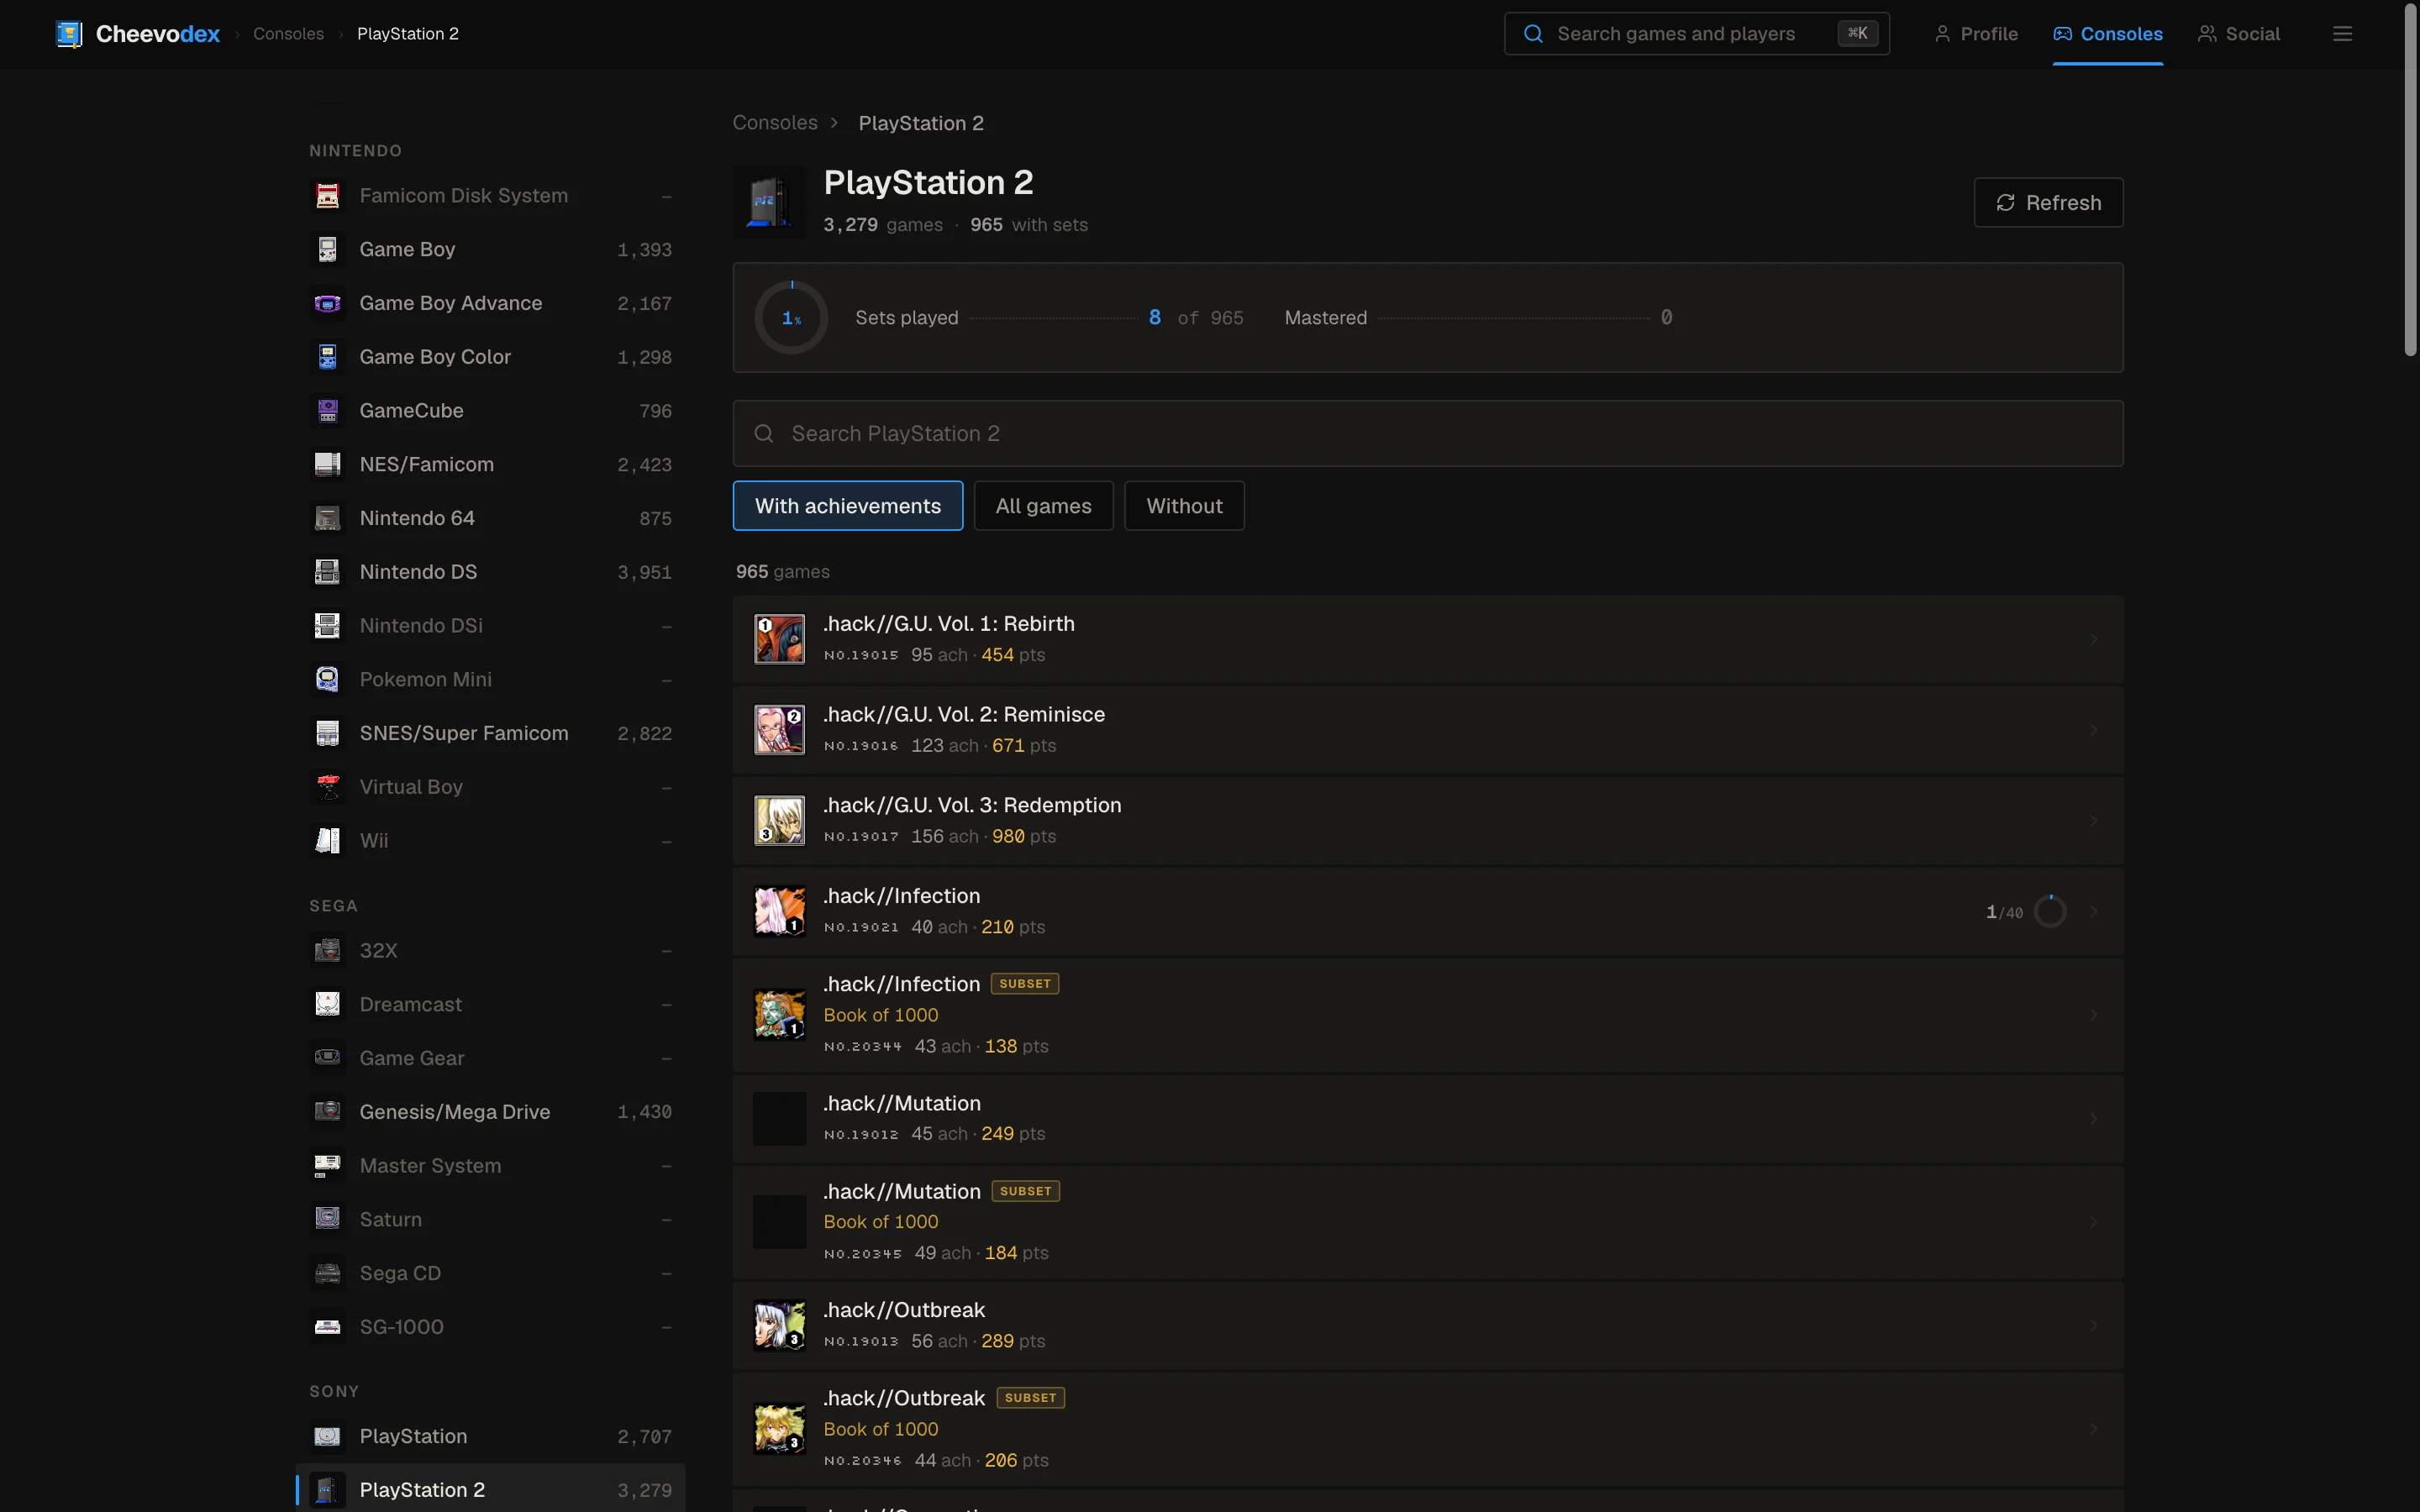 Cheevodex › Consoles › PlayStation 2
Search games and players ⌘K
Profile
Consoles
Social
NINTENDO
Famicom Disk System –
Game Boy 1,393
Game Boy Advance 2,167
Game Boy Color 1,298
GameCube 796
NES/Famicom 2,423
Nintendo 64 875
Nintendo DS 3,951
Nintendo DSi –
Pokemon Mini –
SNES/Super Famicom 2,822
Virtual Boy –
Wii –
SEGA
32X –
Dreamcast –
Game Gear –
Genesis/Mega Drive 1,430
Master System –
Saturn –
Sega CD –
SG-1000 –
SONY
PlayStation 2,707
PlayStation 2 3,279
Consoles › PlayStation 2
PlayStation 2
3,279 games · 965 with sets
Refresh
1%
Sets played 8 of 965
Mastered 0
Search PlayStation 2
With achievements
All games
Without
965 games
.hack//G.U. Vol. 1: Rebirth
NO.19015 95 ach · 454 pts
.hack//G.U. Vol. 2: Reminisce
NO.19016 123 ach · 671 pts
.hack//G.U. Vol. 3: Redemption
NO.19017 156 ach · 980 pts
.hack//Infection
NO.19021 40 ach · 210 pts
1/40
.hack//Infection SUBSET
Book of 1000
NO.20344 43 ach · 138 pts
.hack//Mutation
NO.19012 45 ach · 249 pts
.hack//Mutation SUBSET
Book of 1000
NO.20345 49 ach · 184 pts
.hack//Outbreak
NO.19013 56 ach · 289 pts
.hack//Outbreak SUBSET
Book of 1000
NO.20346 44 ach · 206 pts